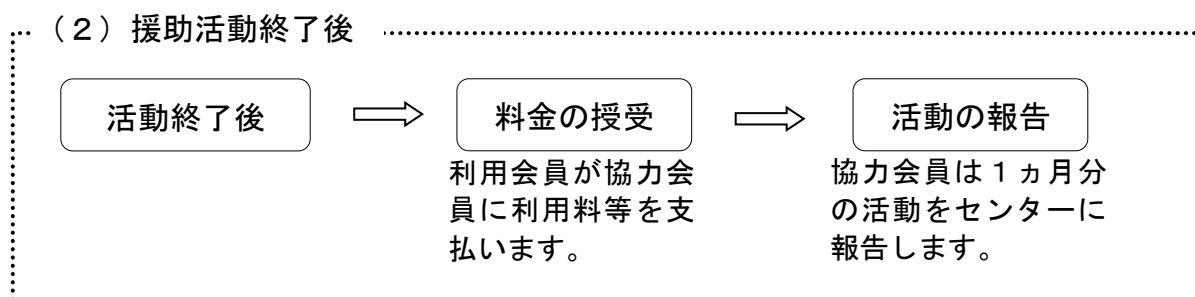 （２）援助活動終了後
活動終了後
料金の授受
利用会員が協力会
員に利用料等を支
払います。
活動の報告
協力会員は１ヵ月分
の活動をセンターに
報告します。